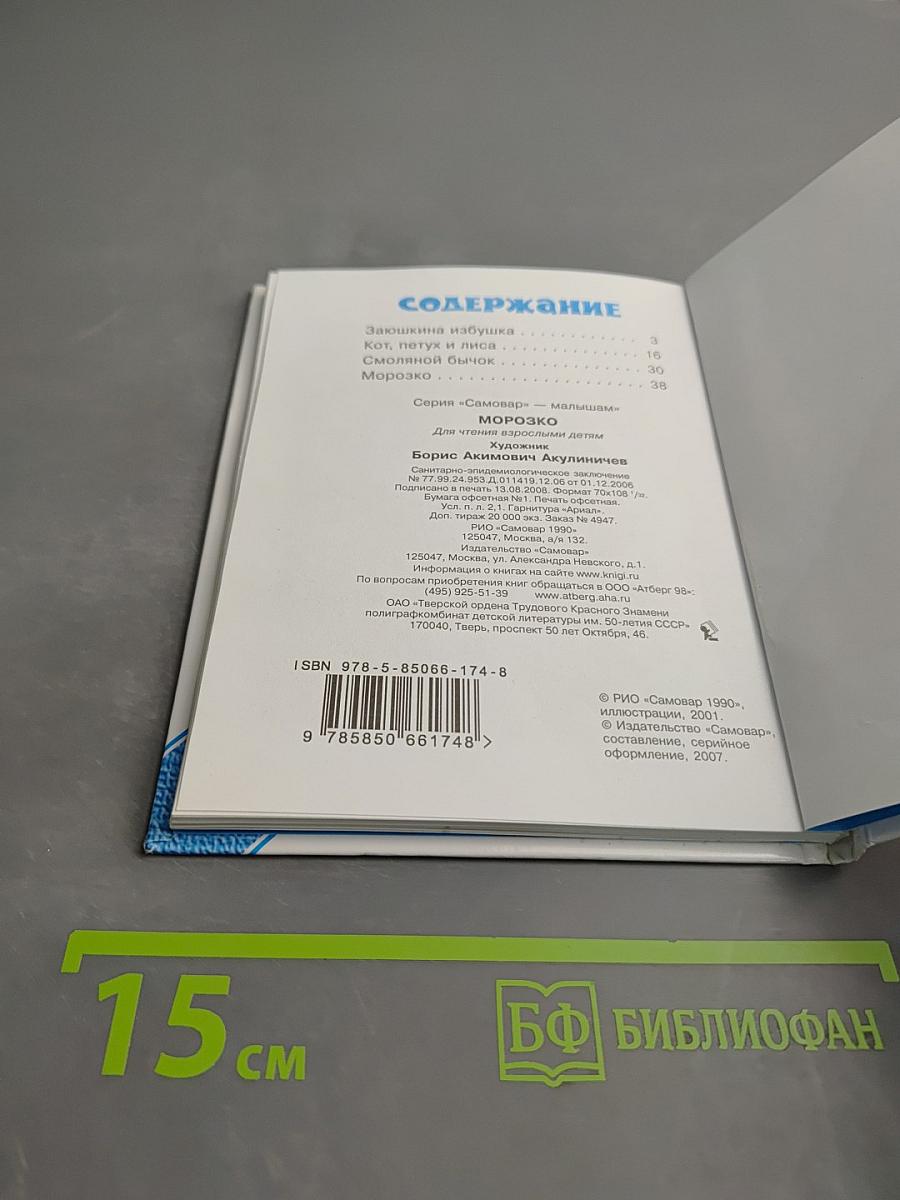 СОДЕРЖАНИЕ
Заюшкина избушка . . . . . . . . . . . . 3
Кот, петух и лиса . . . . . . . . . . . . . . 16
Смоляной бычок . . . . . . . . . . . . . . 30
Морозко . . . . . . . . . . . . . . . . . . . . . 38
Серия «Самовар» — малышам»
МОРОЗКО
Для чтения взрослыми детям
Художник
Борис Акимович Акулиничев
Санитарно-эпидемиологическое заключение
№ 77.99.24.953.Д.011419.12.06 от 01.12.2006
Подписано в печать 13.08.2008. Формат 70х108 1/32.
Бумага офсетная №1. Печать офсетная.
Усл. п. л. 2,1. Гарнитура «Ариал».
Доп. тираж 20 000 экз. Заказ № 4947.
РИО «Самовар 1990»
125047, Москва, а/я 132.
Издательство «Самовар»
125047, Москва, ул. Александра Невского, д.1.
Информация о книгах на сайте www.knigi.ru
По вопросам приобретения книг обращаться в ООО «Атберг 98»:
(495) 925-51-39 www.atberg.aha.ru
ОАО «Тверской ордена Трудового Красного Знамени
полиграфкомбинат детской литературы им. 50-летия СССР»
170040, Тверь, проспект 50 лет Октября, 46.
ISBN 978-5-85066-174-8
9 785850 661748 >
© РИО «Самовар 1990»,
иллюстрации, 2001.
© Издательство «Самовар»,
составление, серийное
оформление, 2007.
15 см
БФ БИБЛИОФАН